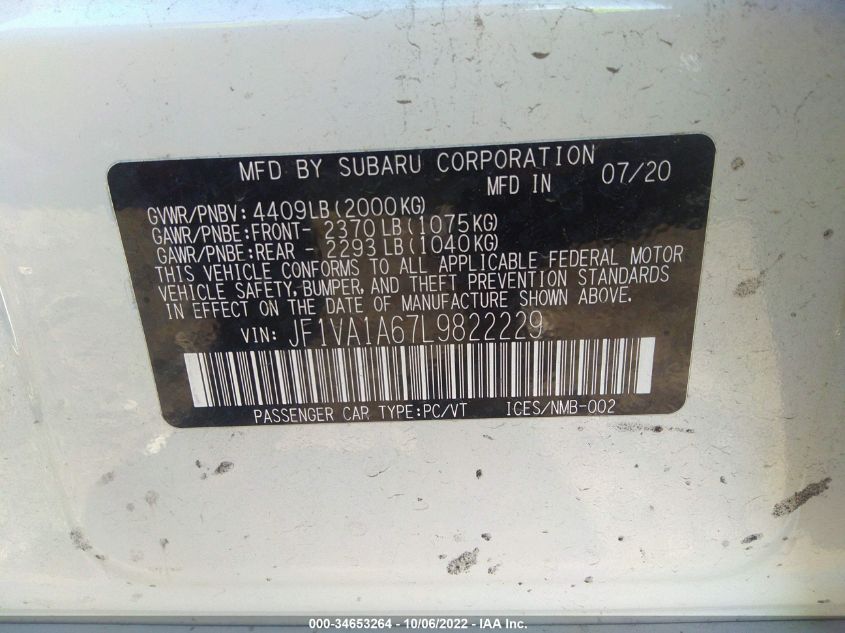 MFD BY SUBARU CORPORATION
MFD IN 07/20
GVWR/PNBV: 4409LB(2000KG)
GAWR/PNBE:FRONT- 2370LB(1075KG)
GAWR/PNBE:REAR - 2293LB(1040KG)
THIS VEHICLE CONFORMS TO ALL APPLICABLE FEDERAL MOTOR
VEHICLE SAFETY,BUMPER,AND THEFT PREVENTION STANDARDS
IN EFFECT ON THE DATE OF MANUFACTURE SHOWN ABOVE.
VIN: JF1VA1A67L9822229
PASSENGER CAR TYPE:PC/VT ICES/NMB-002
000-34653264 - 10/06/2022 - IAA Inc.